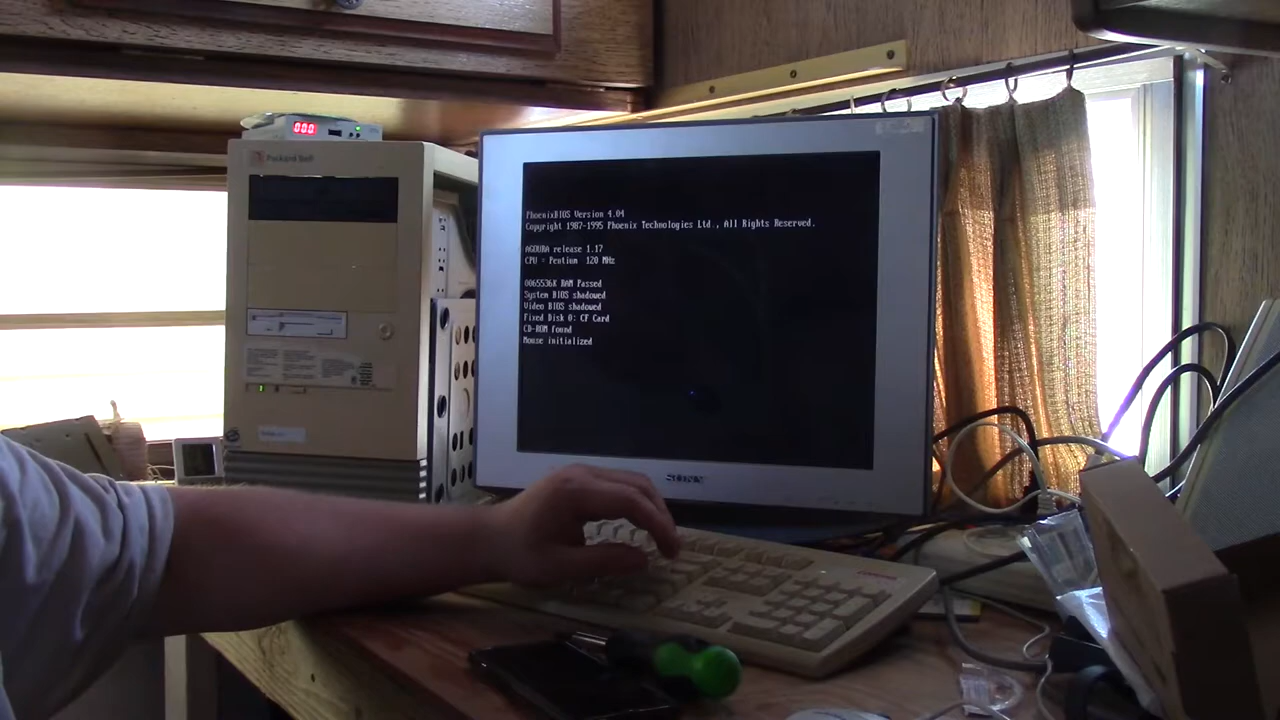 000
Packard Bell
PhoenixBIOS Version 4.04
Copyright 1987-1995 Phoenix Technologies Ltd., All Rights Reserved.
AGOURA release 1.17
CPU = Pentium 120 MHz
0065536K RAM Passed
System BIOS shadowed
Video BIOS shadowed
Fixed Disk 0: CF Card
CD-ROM found
Mouse initialized
SONY